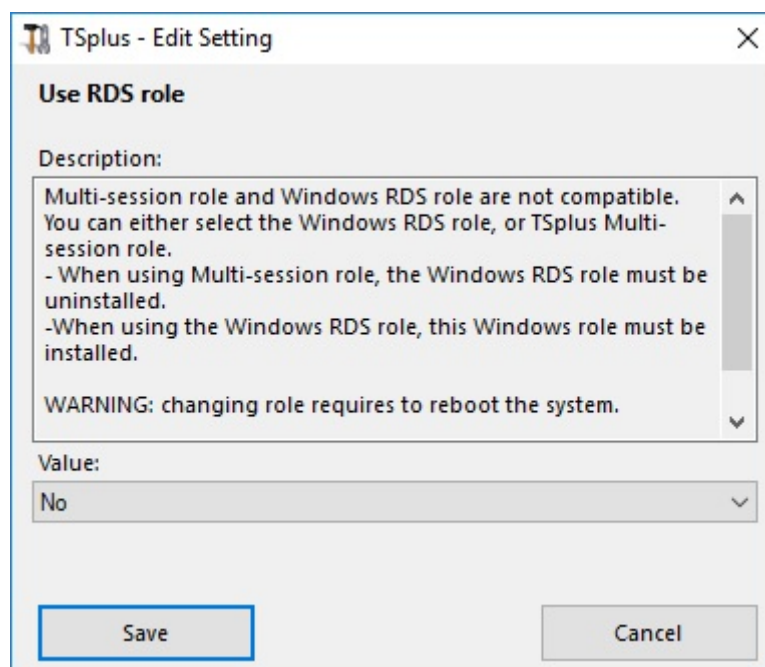 TSplus - Edit Setting
Use RDS role
Description:
Multi-session role and Windows RDS role are not compatible.
You can either select the Windows RDS role, or TSplus Multi-
session role.
- When using Multi-session role, the Windows RDS role must be
uninstalled.
-When using the Windows RDS role, this Windows role must be
installed.
WARNING: changing role requires to reboot the system.
Value:
No
Save
Cancel